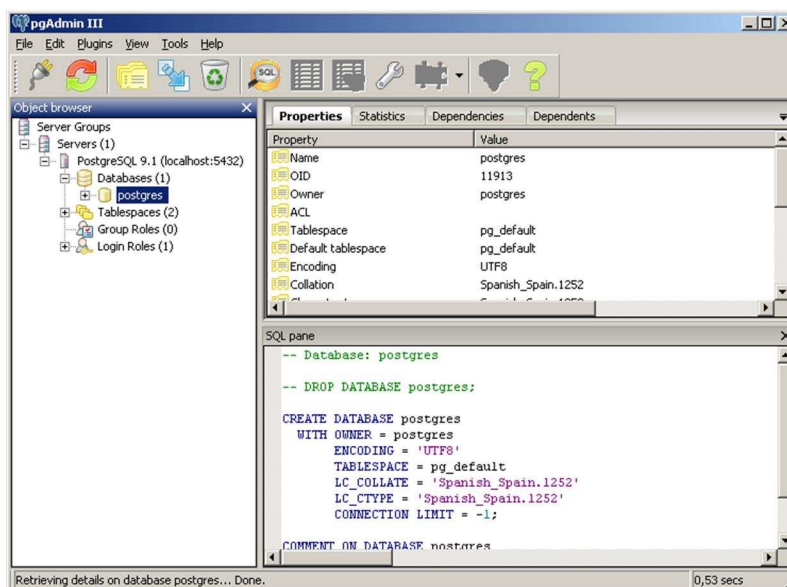 pgAdmin III
File Edit Plugins View Tools Help
SQL
Object browser
Server Groups
Servers (1)
PostgreSQL 9.1 (localhost:5432)
Databases (1)
postgres
Tablespaces (2)
Group Roles (0)
Login Roles (1)
Properties Statistics Dependencies Dependents
Property Value
Name postgres
OID 11913
Owner postgres
ACL
Tablespace pg_default
Default tablespace pg_default
Encoding UTF8
Collation Spanish_Spain.1252
SQL pane
-- Database: postgres
-- DROP DATABASE postgres;
CREATE DATABASE postgres
WITH OWNER = postgres
ENCODING = 'UTF8'
TABLESPACE = pg_default
LC_COLLATE = 'Spanish_Spain.1252'
LC_CTYPE = 'Spanish_Spain.1252'
CONNECTION LIMIT = -1;
COMMENT ON DATABASE postgres
Retrieving details on database postgres... Done.
0,53 secs